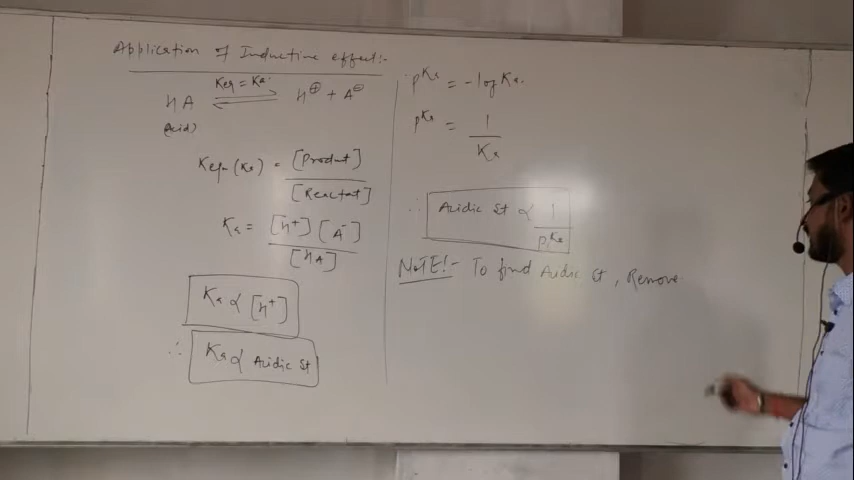 Application of Inductive effect:-
HA ⇌ H⊕ + A⊖
Keq = Ka
(Acid)
Keq. (Ka) = [Product] / [Reactat]
Ka = [H+] [A-] / [HA]
Ka ∝ [H+]
∴ Ka ∝ Acidic St
pKa = -log Ka.
pKa = 1 / Ka
∴ Acidic St ∝ 1 / pKa
NOTE!- To find Acidic St, Remove